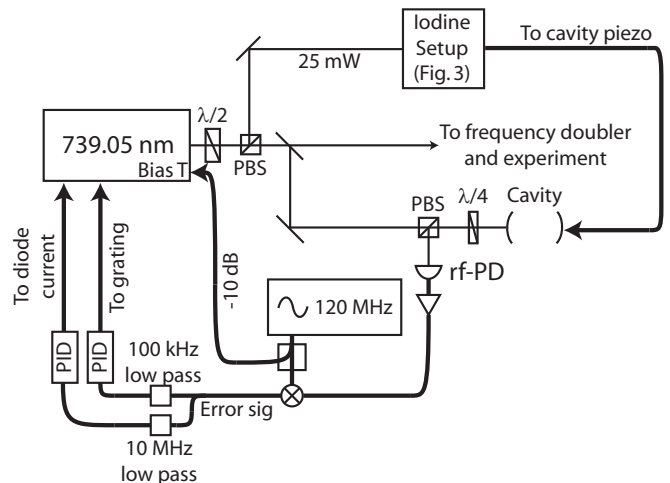 Iodine
Setup
(Fig. 3)
To cavity piezo
25 mW
λ/2
739.05 nm
Bias T
PBS
To frequency doubler
and experiment
PBS
λ/4
Cavity
rf-PD
To diode
current
To grating
-10 dB
120 MHz
PID
PID
100 kHz
low pass
Error sig
10 MHz
low pass